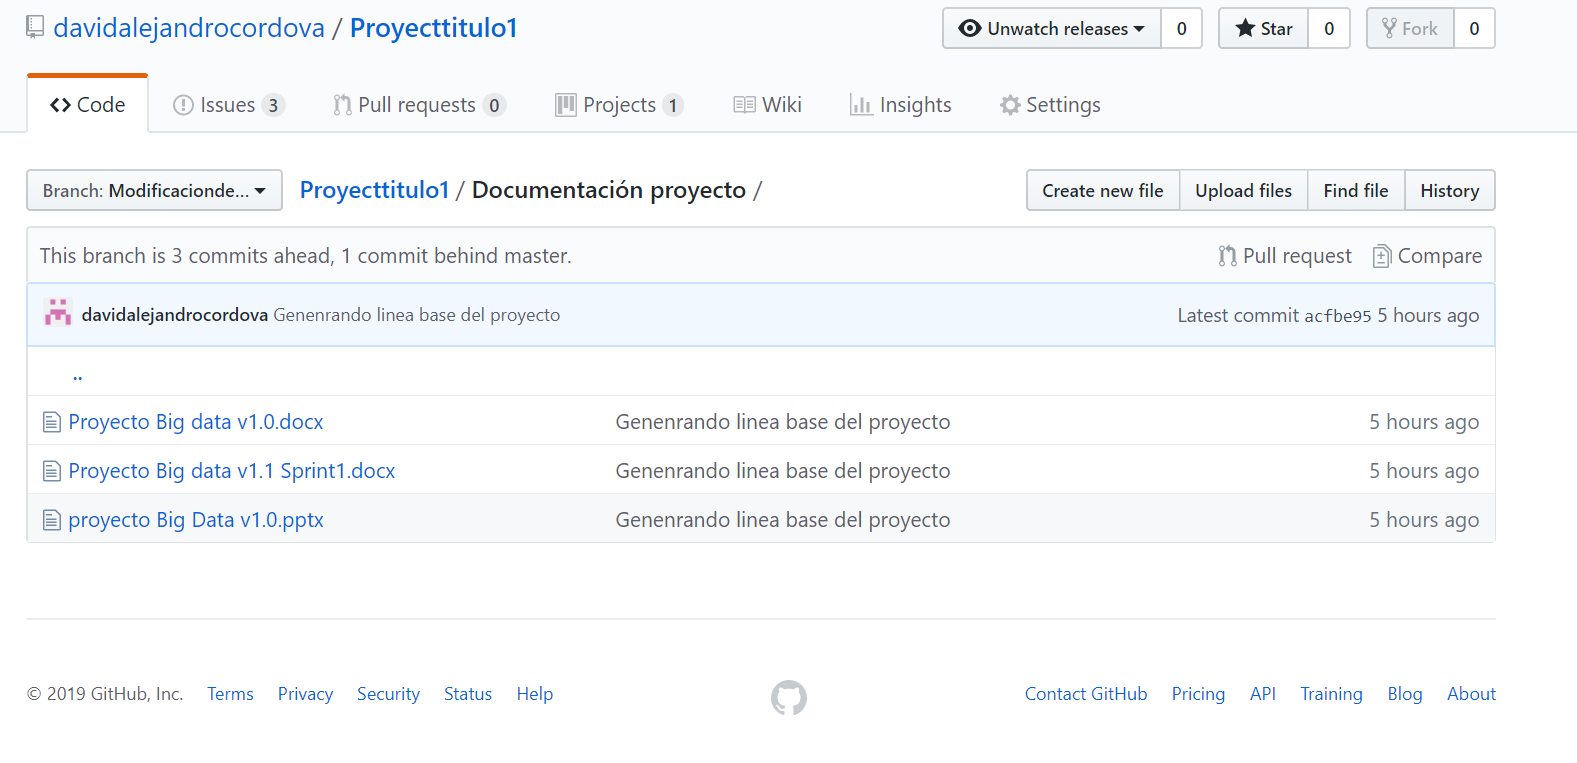 davidalejandrocordova / Proyecttitulo1
Unwatch releases 0 Star 0 Fork 0
Code Issues 3 Pull requests 0 Projects 1 Wiki Insights Settings
Branch: Modificacionde... Proyecttitulo1 / Documentación proyecto /
Create new file Upload files Find file History
This branch is 3 commits ahead, 1 commit behind master. Pull request Compare
davidalejandrocordova Genenrando linea base del proyecto Latest commit acfbe95 5 hours ago
..
Proyecto Big data v1.0.docx Genenrando linea base del proyecto 5 hours ago
Proyecto Big data v1.1 Sprint1.docx Genenrando linea base del proyecto 5 hours ago
proyecto Big Data v1.0.pptx Genenrando linea base del proyecto 5 hours ago
© 2019 GitHub, Inc. Terms Privacy Security Status Help Contact GitHub Pricing API Training Blog About